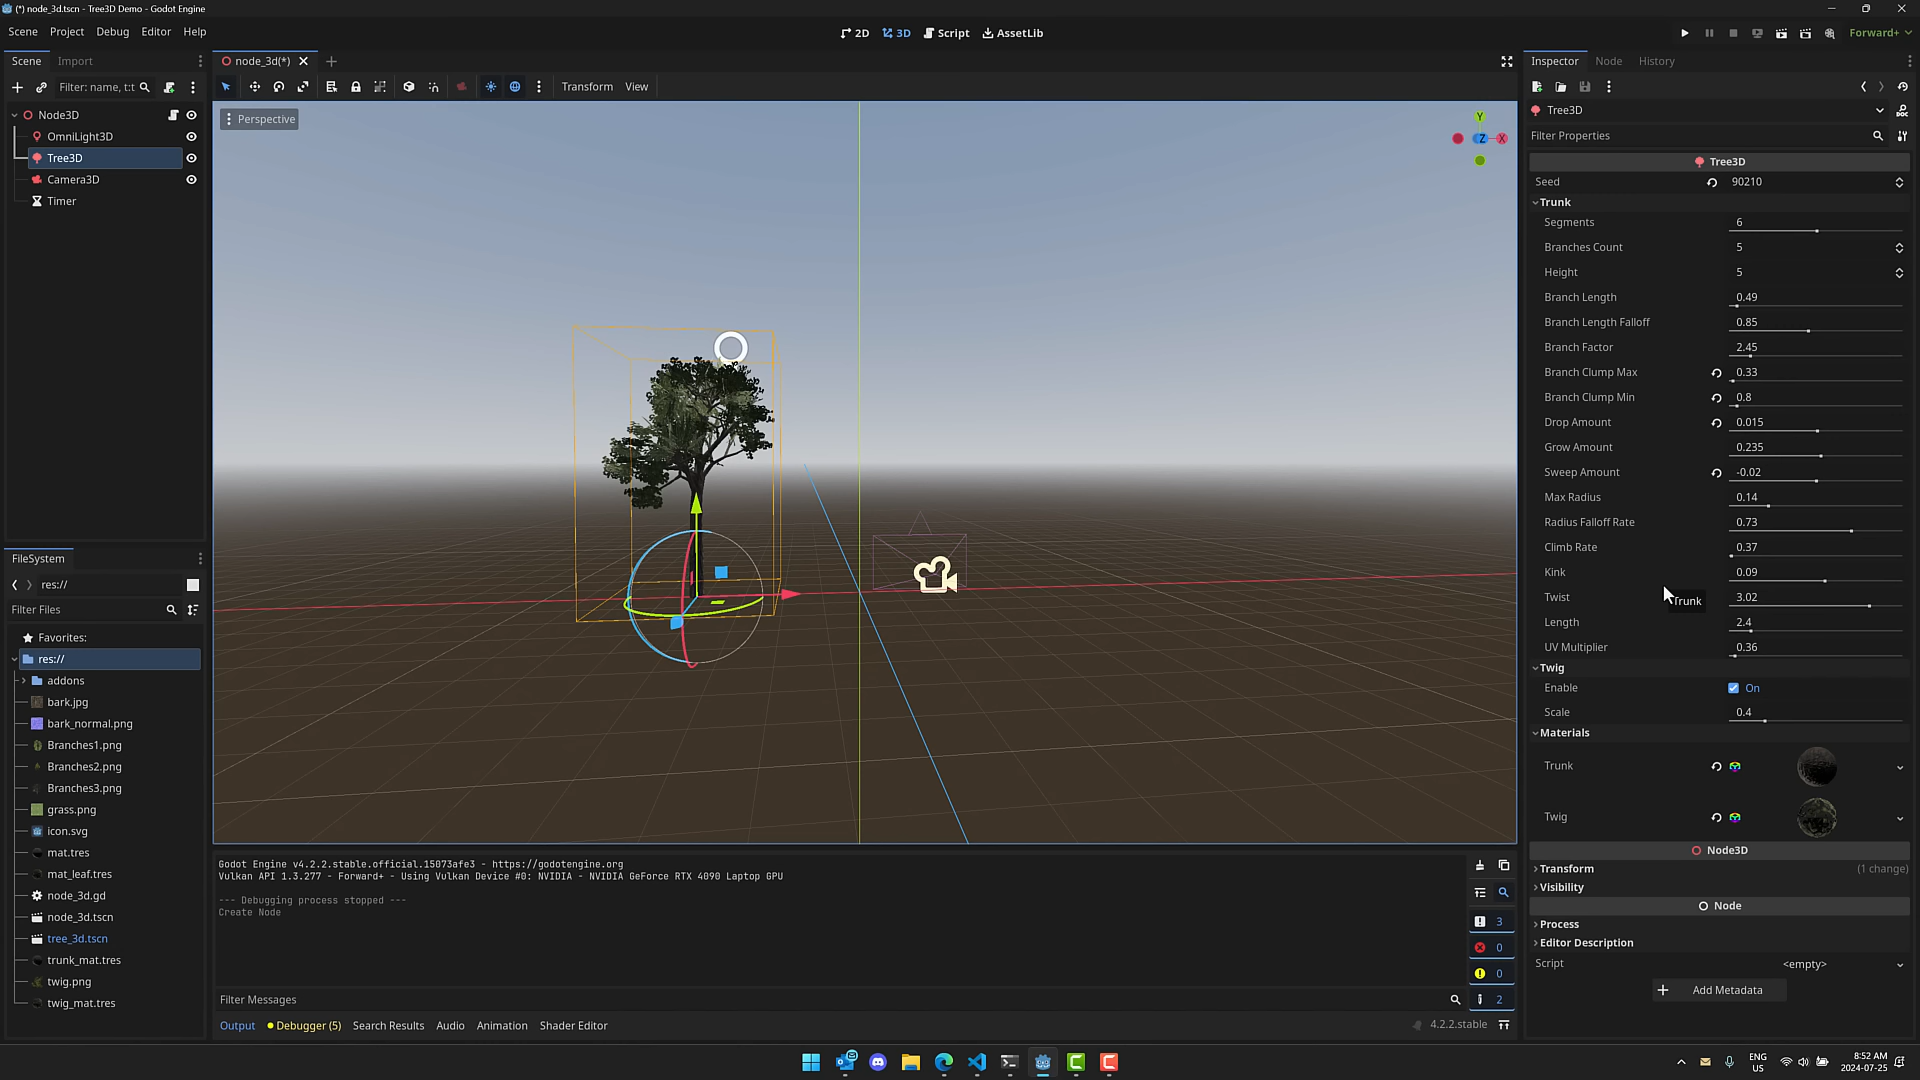 (*) node_3d.tscn - Tree3D Demo - Godot Engine
Scene Project Debug Editor Help
2D 3D Script AssetLib
Forward+
Scene Import
Filter: name, t:t
Node3D
OmniLight3D
Tree3D
Camera3D
Timer
FileSystem
res://
Filter Files
Favorites:
res://
addons
bark.jpg
bark_normal.png
Branches1.png
Branches2.png
Branches3.png
grass.png
icon.svg
mat.tres
mat_leaf.tres
node_3d.gd
node_3d.tscn
tree_3d.tscn
trunk_mat.tres
twig.png
twig_mat.tres
node_3d(*)
Transform View
Perspective
Y
Z
X
Godot Engine v4.2.2.stable.official.15073afe3 - https://godotengine.org
Vulkan API 1.3.277 - Forward+ - Using Vulkan Device #0: NVIDIA - NVIDIA GeForce RTX 4090 Laptop GPU
--- Debugging process stopped ---
Create Node
3
0
0
2
Filter Messages
Output Debugger (5) Search Results Audio Animation Shader Editor
4.2.2.stable
Inspector Node History
Tree3D
Filter Properties
Tree3D
Seed 90210
Trunk
Segments 6
Branches Count 5
Height 5
Branch Length 0.49
Branch Length Falloff 0.85
Branch Factor 2.45
Branch Clump Max 0.33
Branch Clump Min 0.8
Drop Amount 0.015
Grow Amount 0.235
Sweep Amount -0.02
Max Radius 0.14
Radius Falloff Rate 0.73
Climb Rate 0.37
Kink 0.09
Twist 3.02
Trunk
Length 2.4
UV Multiplier 0.36
Twig
Enable On
Scale 0.4
Materials
Trunk
Twig
Node3D
Transform (1 change)
Visibility
Node
Process
Editor Description
Script <empty>
Add Metadata
ENG
US
8:52 AM
2024-07-25